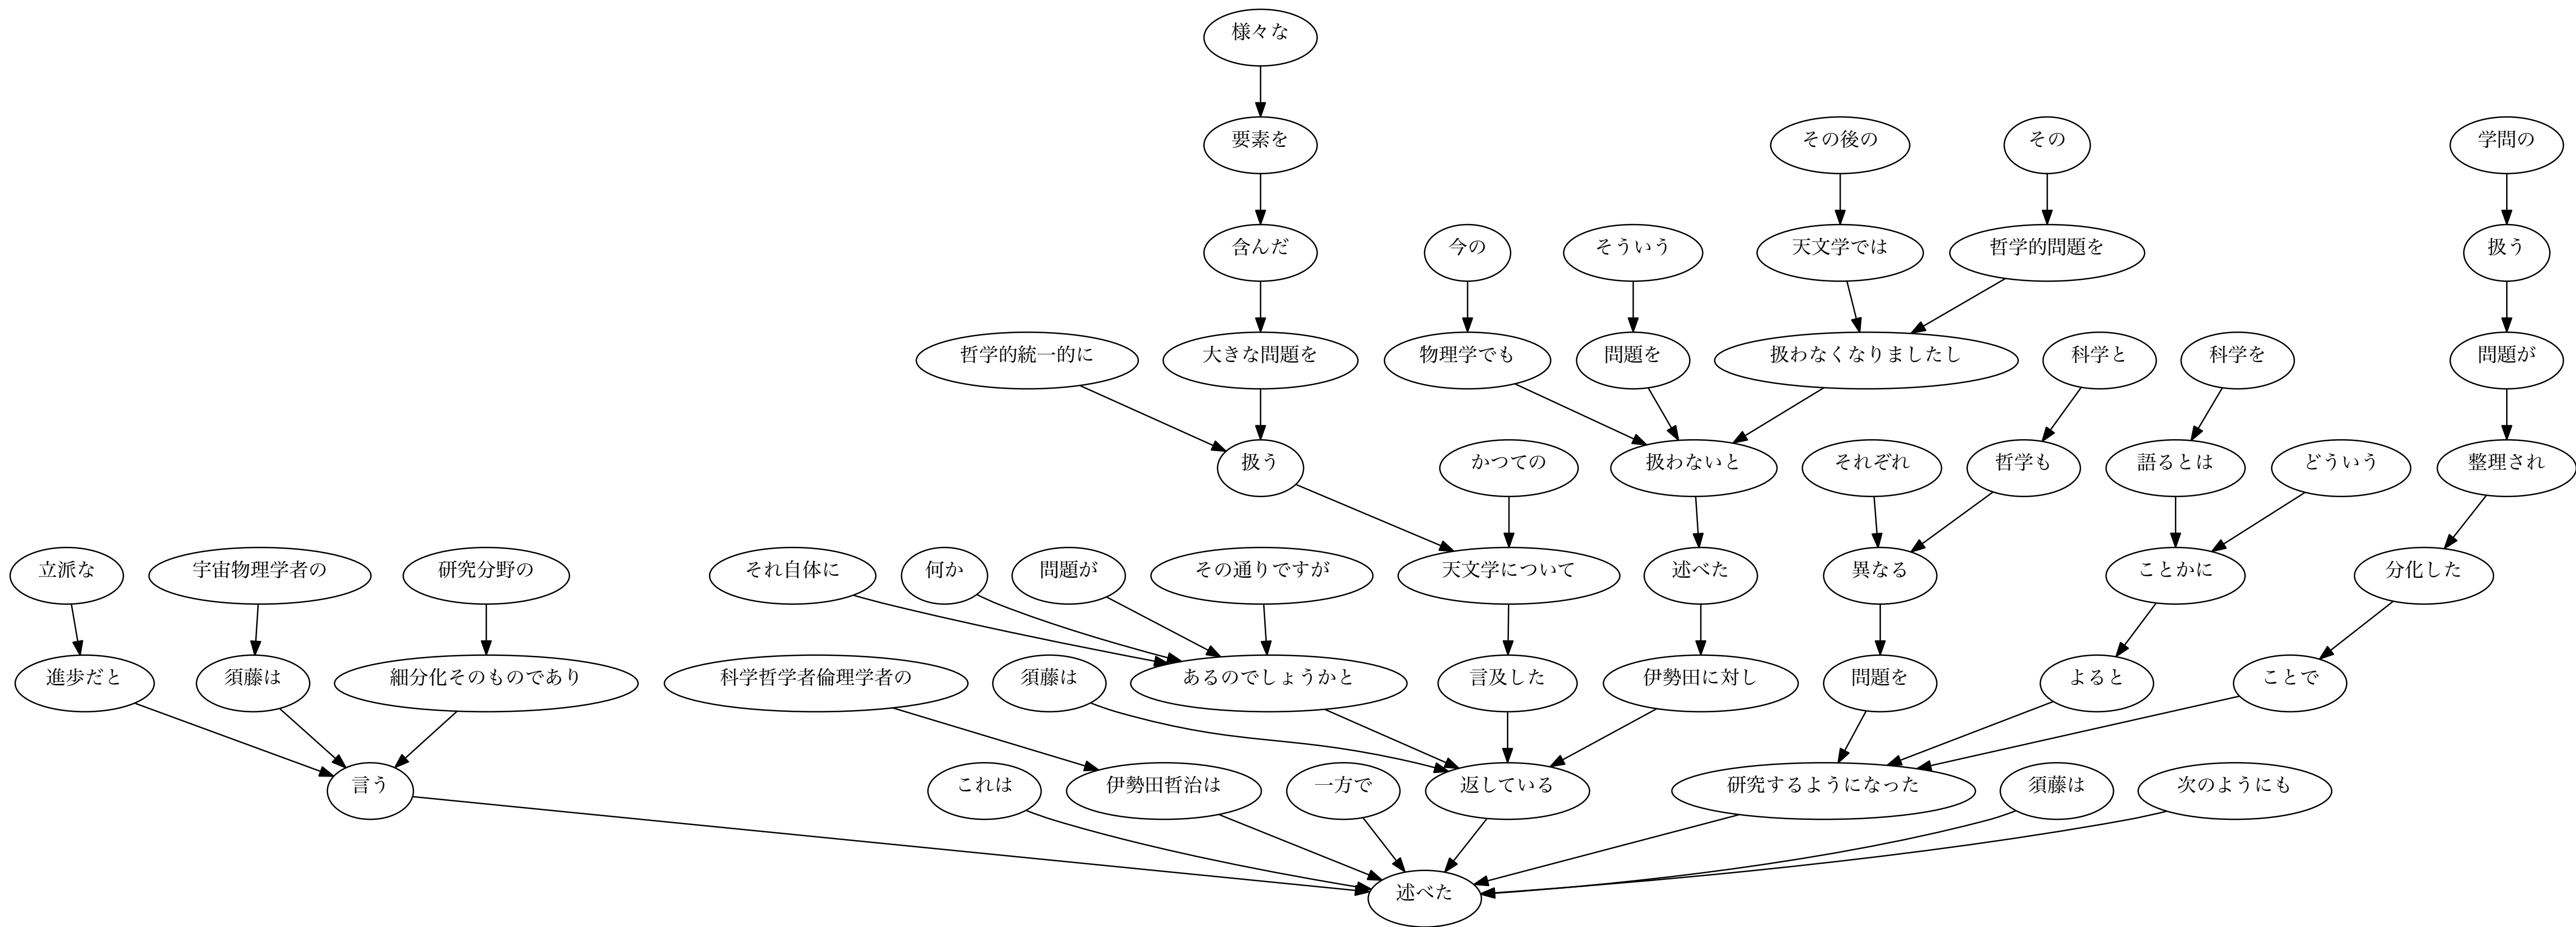 様々な
要素を
その後の
その
学問の
含んだ
今の
そういう
天文学では
哲学的問題を
扱う
哲学的統一的に
大きな問題を
物理学でも
問題を
扱わなくなりましたし
科学と
科学を
問題が
扱う
かつての
扱わないと
それぞれ
哲学も
語るとは
どういう
整理され
立派な
宇宙物理学者の
研究分野の
それ自体に
何か
問題が
その通りですが
天文学について
述べた
異なる
ことかに
分化した
進歩だと
須藤は
細分化そのものであり
科学哲学者倫理学者の
須藤は
あるのでしょうかと
言及した
伊勢田に対し
問題を
よると
ことで
言う
これは
伊勢田哲治は
一方で
返している
研究するようになった
須藤は
次のようにも
述べた